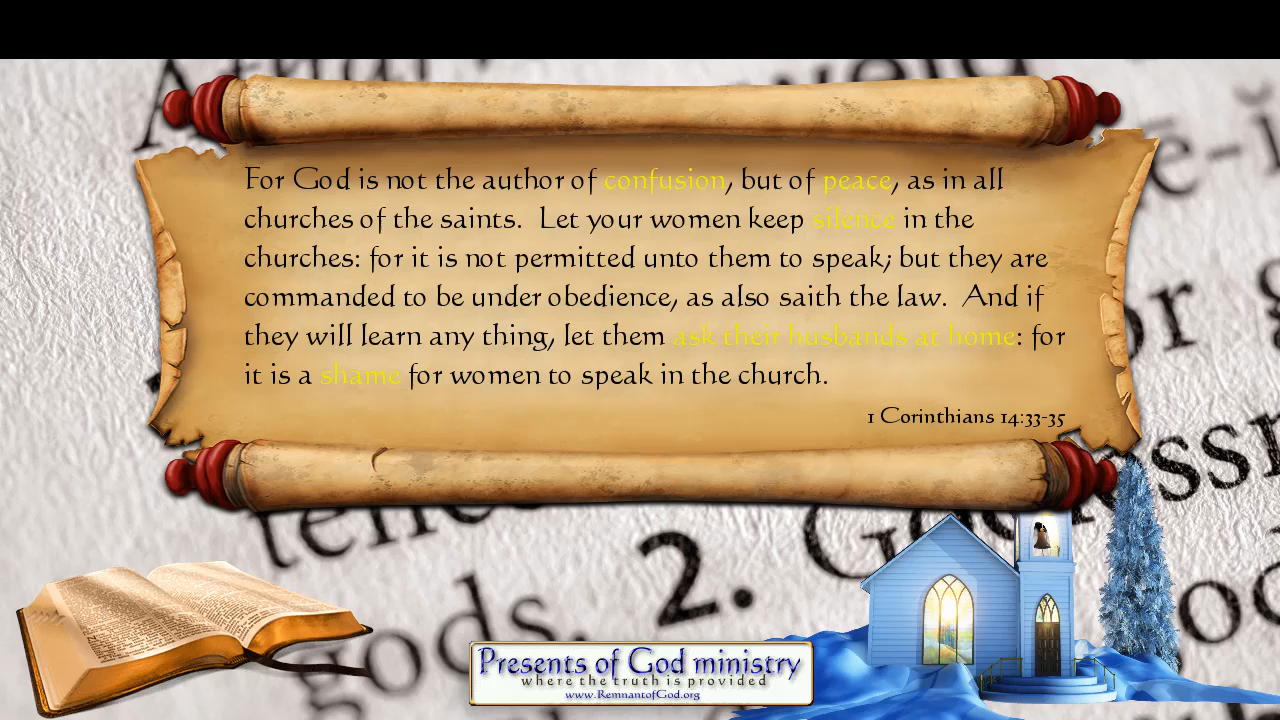 For God is not the author of confusion, but of peace, as in all
churches of the saints.  Let your women keep silence in the
churches: for it is not permitted unto them to speak; but they are
commanded to be under obedience, as also saith the law.  And if
they will learn any thing, let them ask their husbands at home: for
it is a shame for women to speak in the church.
1 Corinthians 14:33-35
gods. 2.
Presents of God ministry
where the truth is provided
www.RemnantofGod.org